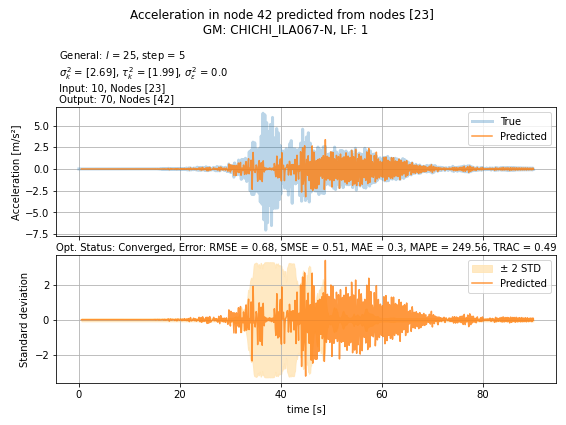 Acceleration in node 42 predicted from nodes [23]
GM: CHICHI_ILA067-N, LF: 1
General: l = 25, step = 5
σ²ₖ = [2.69], τ²ₖ = [1.99], σ²ε = 0.0
Input: 10, Nodes [23]
Output: 70, Nodes [42]
Acceleration [m/s²]
5.0
2.5
0.0
−2.5
−5.0
−7.5
True
Predicted
Opt. Status: Converged, Error: RMSE = 0.68, SMSE = 0.51, MAE = 0.3, MAPE = 249.56, TRAC = 0.49
Standard deviation
2
0
−2
± 2 STD
Predicted
0 20 40 60 80
time [s]